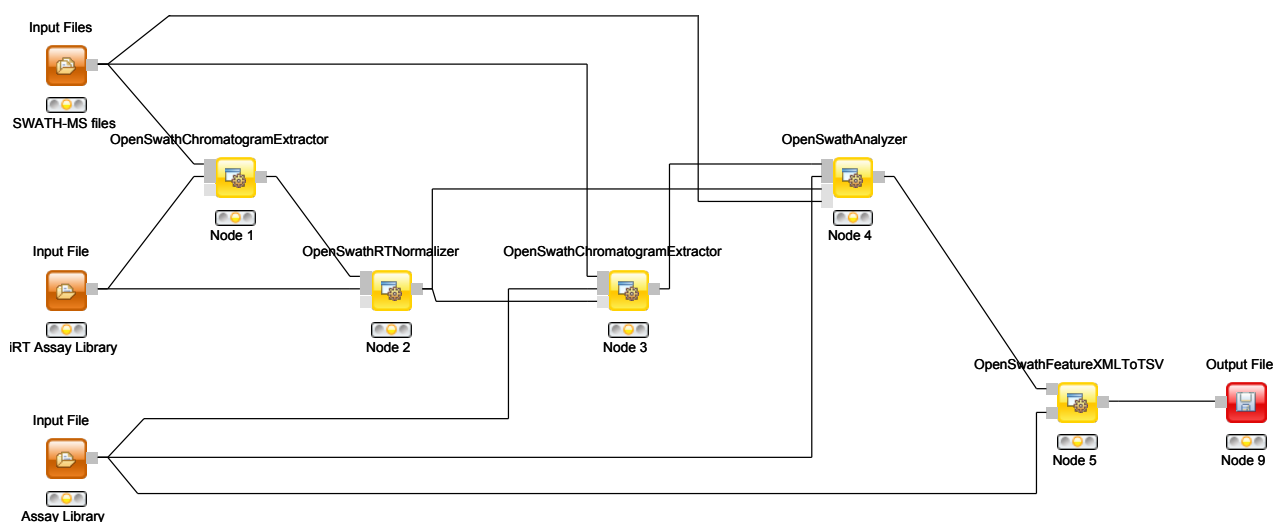 Input Files
SWATH-MS files
OpenSwathChromatogramExtractor
Node 1
OpenSwathAnalyzer
Node 4
Input File
iRT Assay Library
OpenSwathRTNormalizer
Node 2
OpenSwathChromatogramExtractor
Node 3
OpenSwathFeatureXMLToTSV
Node 5
Output File
Node 9
Input File
Assay Library